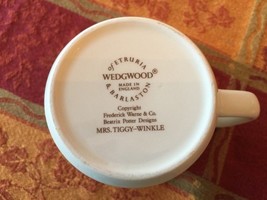 OF ETRURIA
WEDGWOOD®
MADE IN
ENGLAND
& BARLASTON
Copyright
Frederick Warne & Co.
Beatrix Potter Designs
MRS. TIGGY-WINKLE